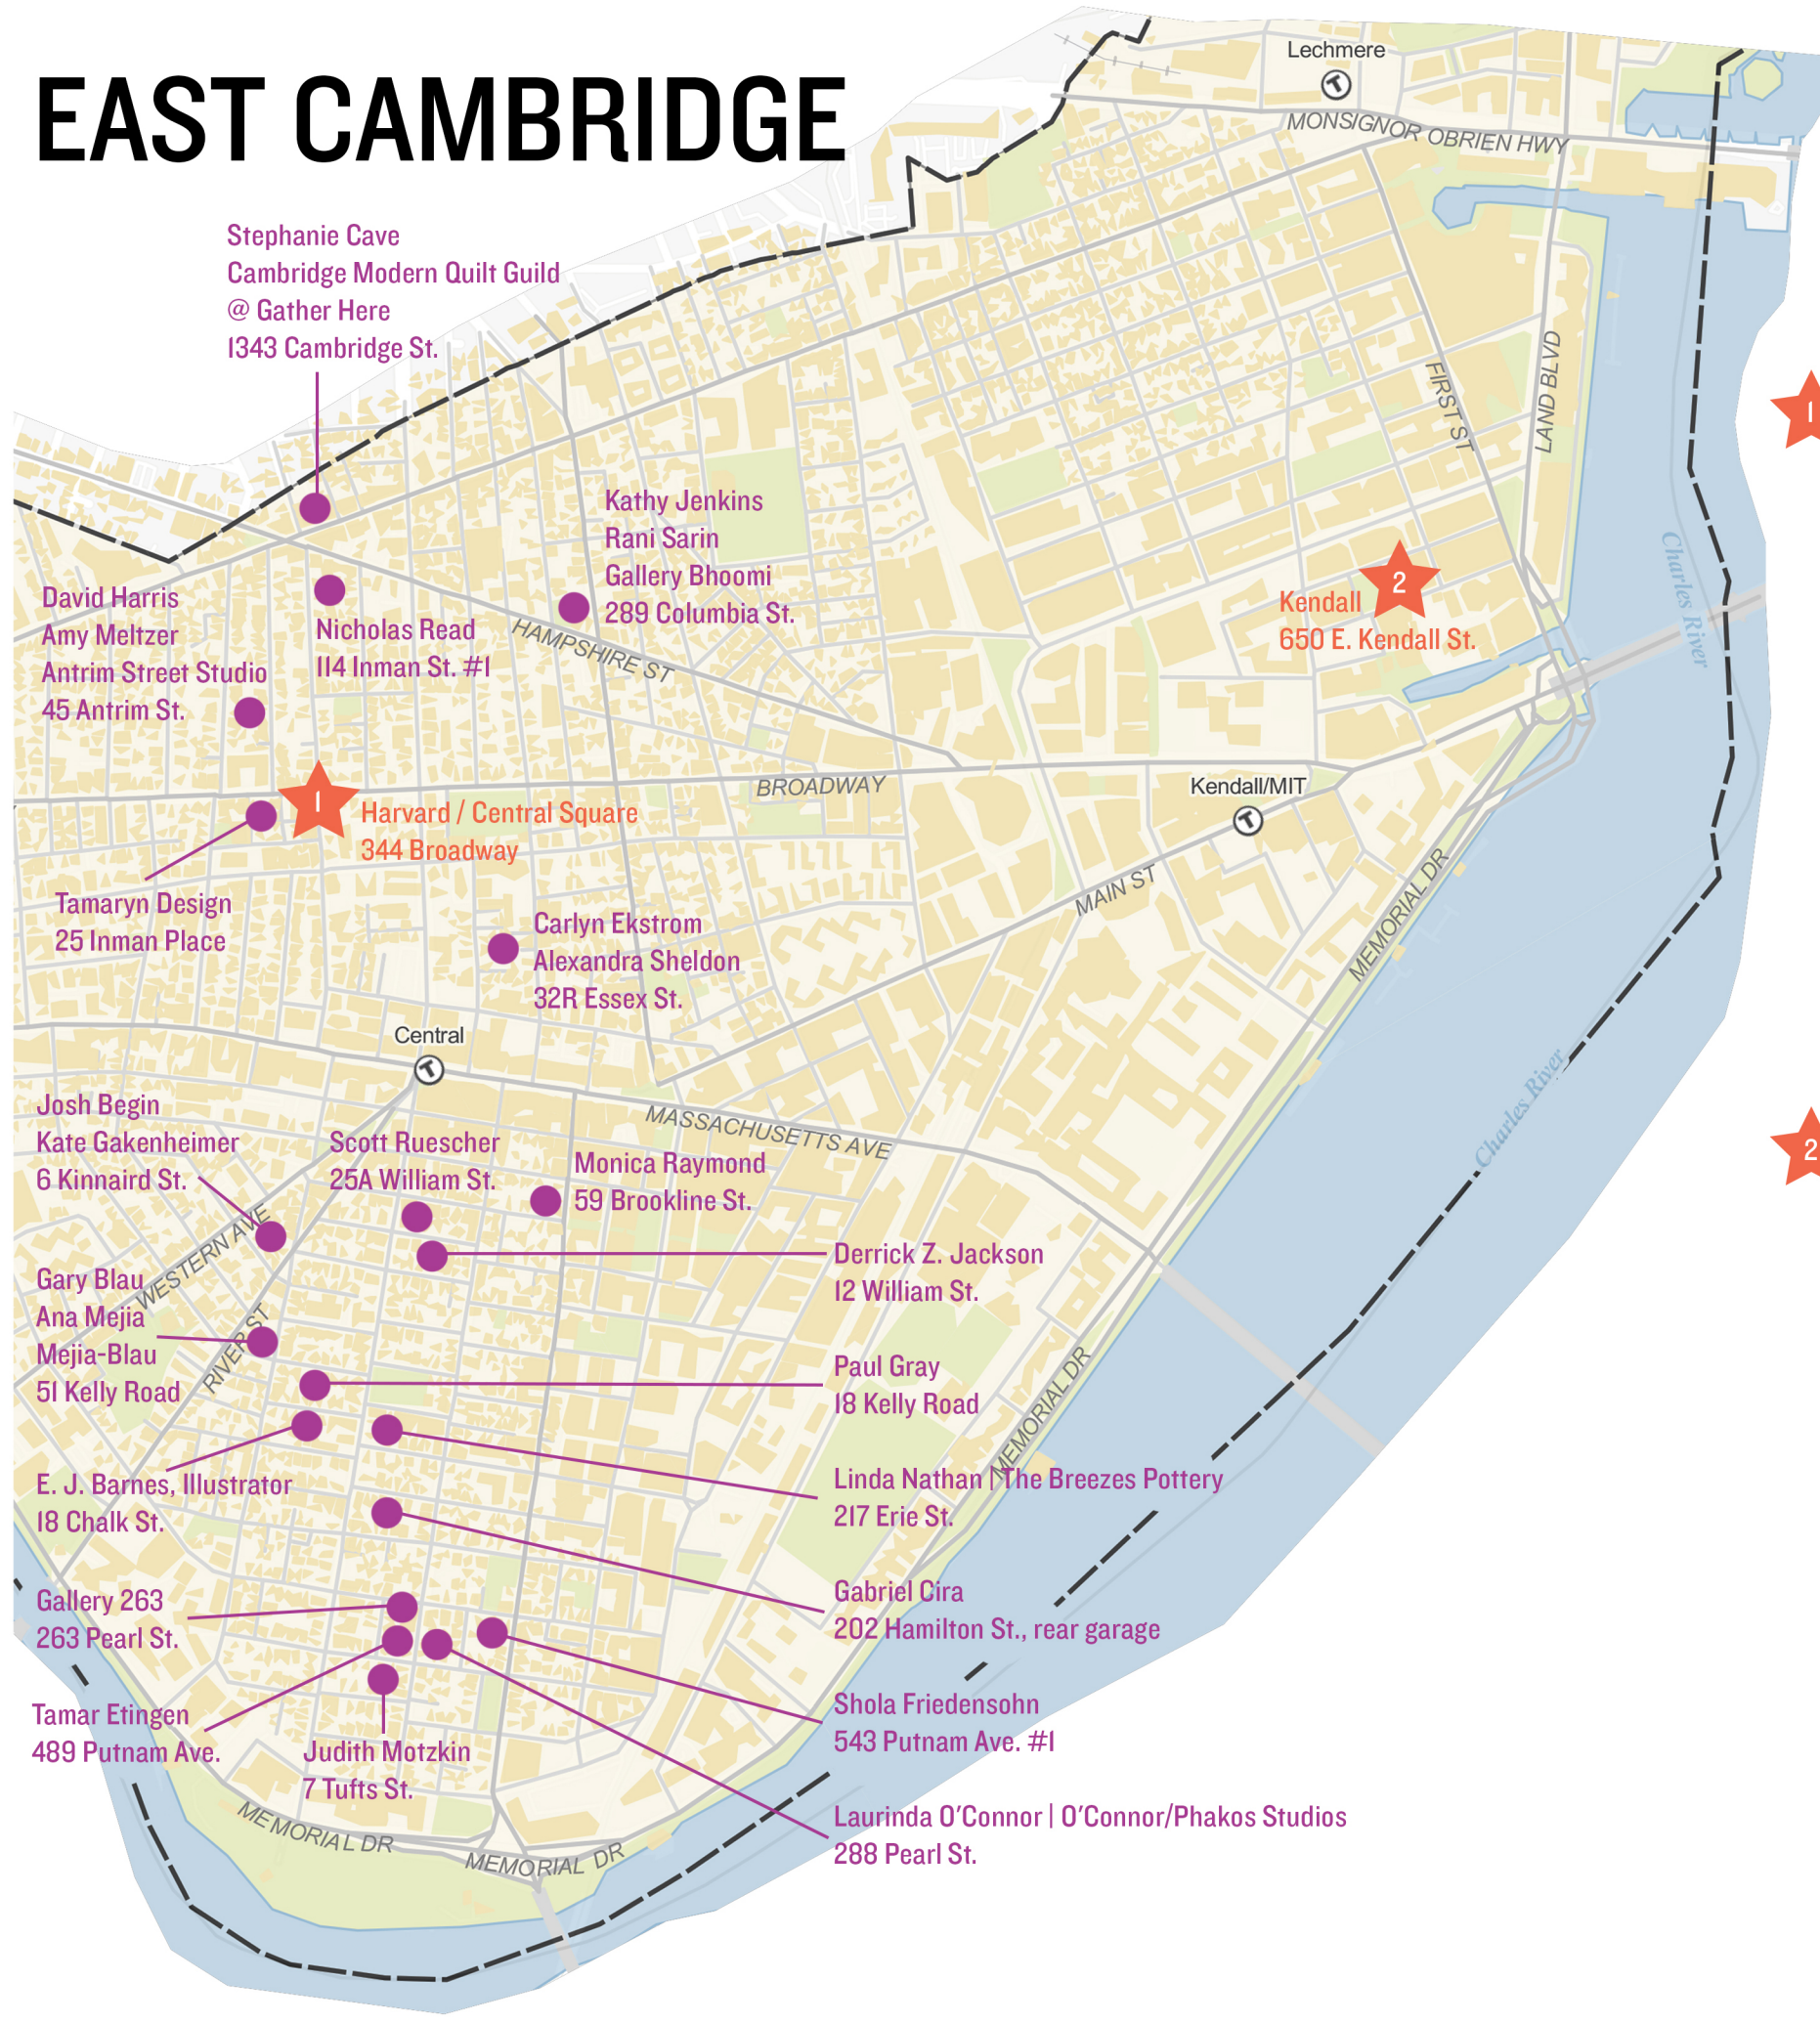 EAST CAMBRIDGE
Lechmere
T
MONSIGNOR OBRIEN HWY
Stephanie Cave
Cambridge Modern Quilt Guild
@ Gather Here
1343 Cambridge St.
FIRST ST
LAND BLVD
1
Kathy Jenkins
Rani Sarin
Gallery Bhoomi
289 Columbia St.
Charles River
2
Kendall
650 E. Kendall St.
David Harris
Amy Meltzer
Antrim Street Studio
45 Antrim St.
Nicholas Read
114 Inman St. #1
HAMPSHIRE ST
BROADWAY
Kendall/MIT
T
1
Harvard / Central Square
344 Broadway
MAIN ST
MEMORIAL DR
Tamaryn Design
25 Inman Place
Carlyn Ekstrom
Alexandra Sheldon
32R Essex St.
Central
T
Charles River
2
MASSACHUSETTS AVE
Josh Begin
Kate Gakenheimer
6 Kinnaird St.
Scott Ruescher
25A William St.
Monica Raymond
59 Brookline St.
WESTERN AVE
Derrick Z. Jackson
12 William St.
Gary Blau
Ana Mejia
Mejia-Blau
51 Kelly Road
RIVER ST
Paul Gray
18 Kelly Road
MEMORIAL DR
E. J. Barnes, Illustrator
18 Chalk St.
Linda Nathan | The Breezes Pottery
217 Erie St.
Gallery 263
263 Pearl St.
Gabriel Cira
202 Hamilton St., rear garage
Tamar Etingen
489 Putnam Ave.
Judith Motzkin
7 Tufts St.
Shola Friedensohn
543 Putnam Ave. #1
MEMORIAL DR
MEMORIAL DR
Laurinda O'Connor | O'Connor/Phakos Studios
288 Pearl St.